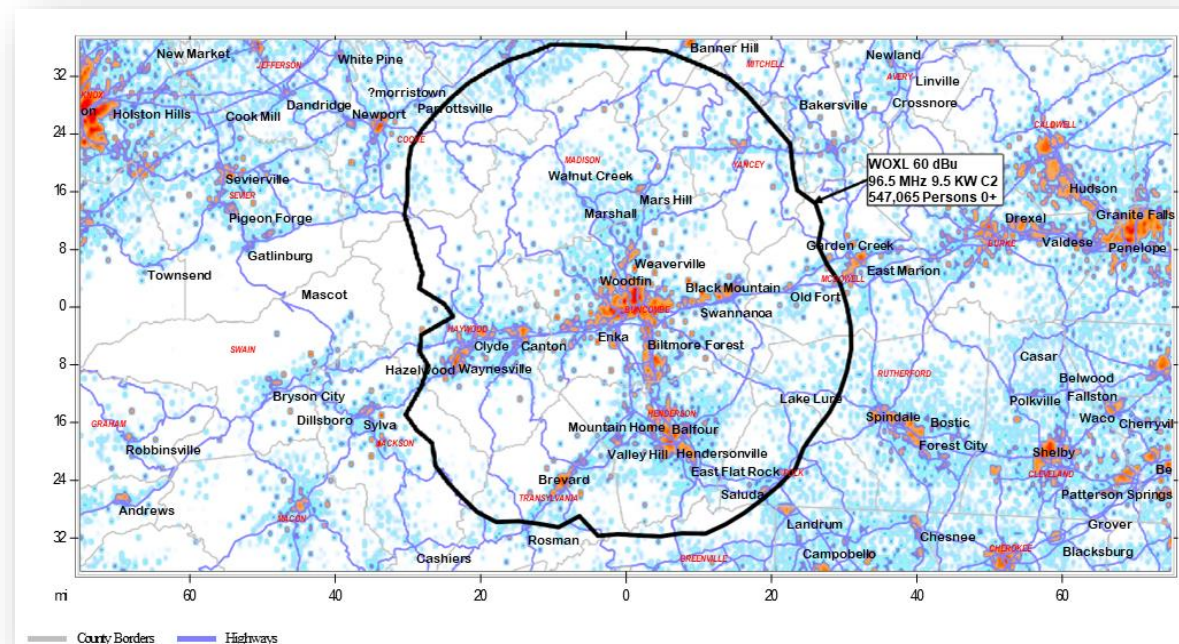 New Market
White Pine
Banner Hill
Newland
JEFFERSON
MITCHELL
AVERY
Linville
32
KNOX
?morristown
Dandridge
Parrottsville
Bakersville
Crossnore
on
Holston Hills
Cook Mill
Newport
24
COCKE
CALDWELL
MADISON
YANCEY
WOXL 60 dBu
96.5 MHz 9.5 KW C2
547,065 Persons 0+
Walnut Creek
Sevierville
SEVIER
16
Mars Hill
Hudson
Pigeon Forge
Marshall
Drexel
Granite Falls
Garden Creek
BURKE
Valdese
Penelope
8
Gatlinburg
Weaverville
Townsend
Woodfin
MCDOWELL
East Marion
Mascot
Black Mountain
Old Fort
0
BUNCOMBE
Swannanoa
HAYWOOD
Enka
Biltmore Forest
SWAIN
Clyde
Canton
Casar
8
Hazelwood
Waynesville
RUTHERFORD
Belwood
Bryson City
Lake Lure
Polkville
Fallston
GRAHAM
Dillsboro
Sylva
HENDERSON
Spindale
Bostic
Waco
Cherryvil
16
Mountain Home
Balfour
JACKSON
Robbinsville
Valley Hill
Hendersonville
Forest City
Shelby
East Flat Rock
POLK
CLEVELAND
Be
24
Brevard
TRANSYLVANIA
Saluda
Patterson Springs
Andrews
MACON
Landrum
Grover
32
Rosman
Chesnee
Cashiers
GREENVILLE
Campobello
CHEROKEE
Blacksburg
mi
60
40
20
0
20
40
60
County Borders
Highways